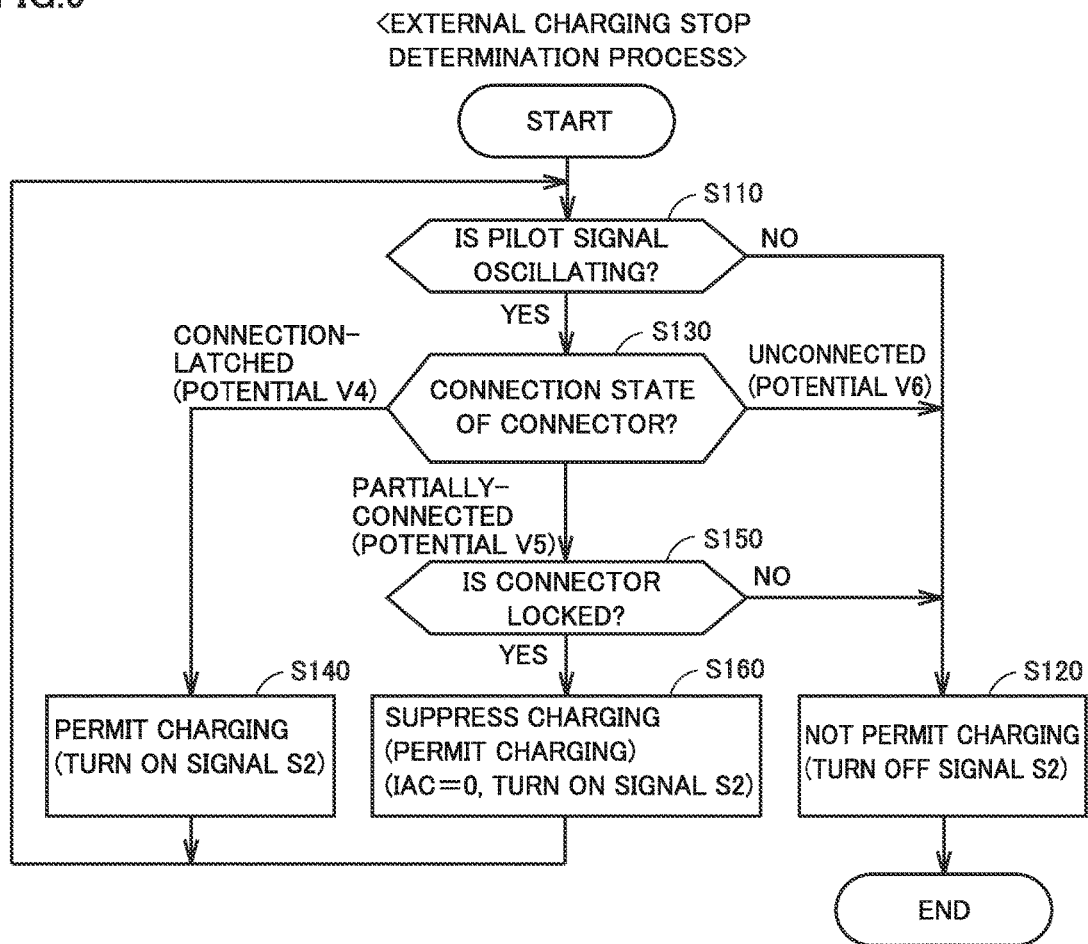 <EXTERNAL CHARGING STOP
DETERMINATION PROCESS>
START
S110
IS PILOT SIGNAL
OSCILLATING?
NO
YES
S130
CONNECTION-
LATCHED
(POTENTIAL V4)
CONNECTION STATE
OF CONNECTOR?
UNCONNECTED
(POTENTIAL V6)
PARTIALLY-
CONNECTED
(POTENTIAL V5)
S150
IS CONNECTOR
LOCKED?
NO
YES
S140
PERMIT CHARGING
(TURN ON SIGNAL S2)
S160
SUPPRESS CHARGING
(PERMIT CHARGING)
(IAC=0, TURN ON SIGNAL S2)
S120
NOT PERMIT CHARGING
(TURN OFF SIGNAL S2)
END